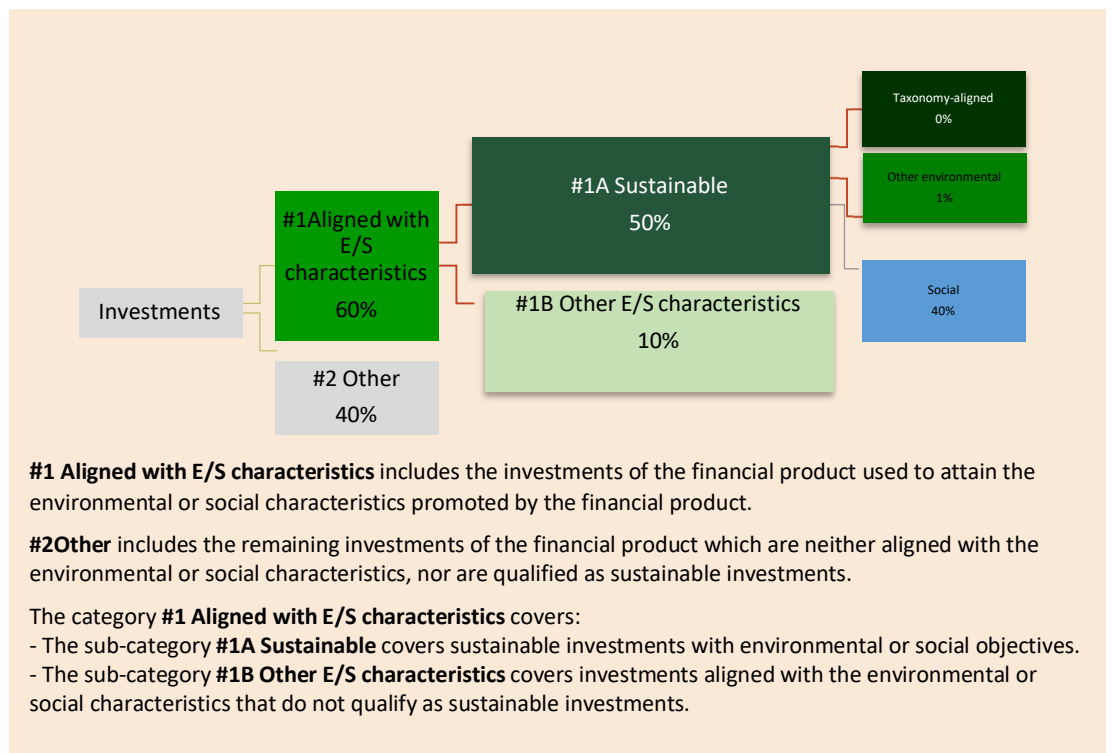 Taxonomy-aligned
0%
#1A Sustainable
50%
Other environmental
1%
#1Aligned with
E/S
characteristics
60%
Social
40%
Investments
#1B Other E/S characteristics
10%
#2 Other
40%
#1 Aligned with E/S characteristics includes the investments of the financial product used to attain the
environmental or social characteristics promoted by the financial product.
#2Other includes the remaining investments of the financial product which are neither aligned with the
environmental or social characteristics, nor are qualified as sustainable investments.
The category #1 Aligned with E/S characteristics covers:
- The sub-category #1A Sustainable covers sustainable investments with environmental or social objectives.
- The sub-category #1B Other E/S characteristics covers investments aligned with the environmental or
social characteristics that do not qualify as sustainable investments.